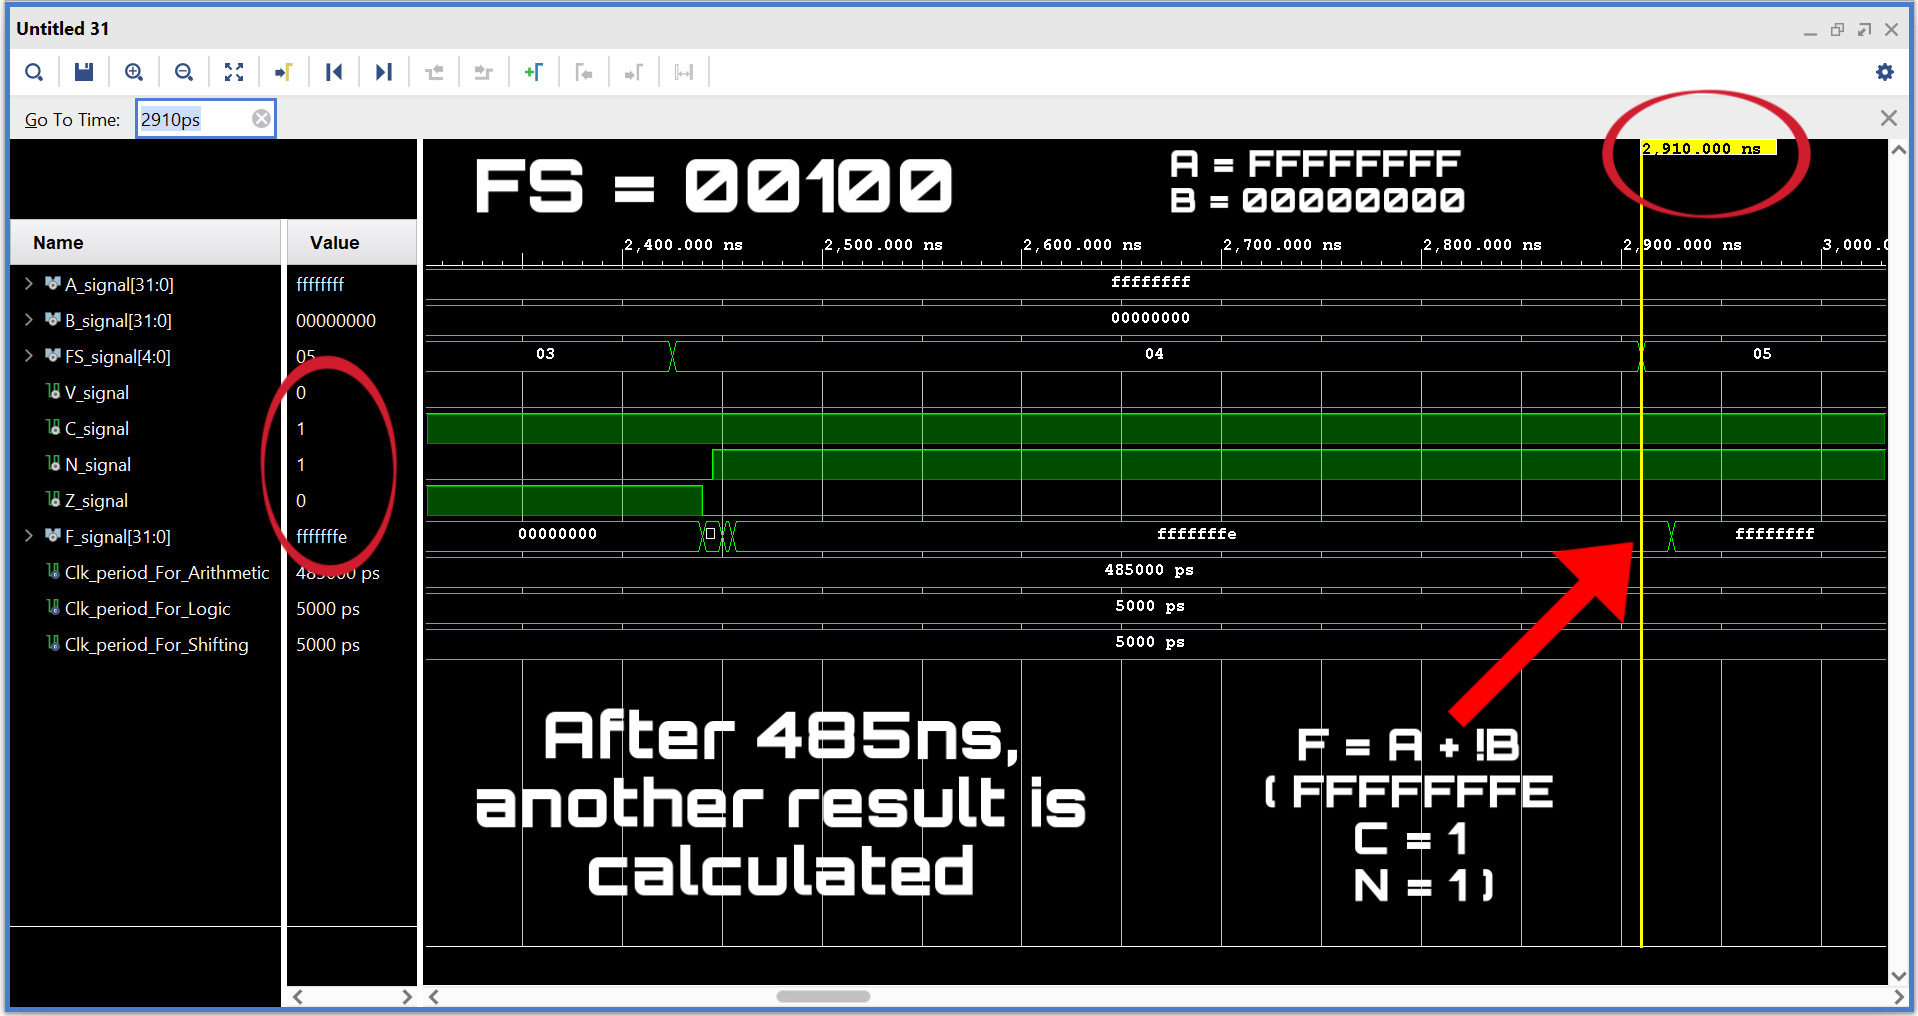 Untitled 31
Go To Time: 2910ps
2,910.000 ns
FS = 00100
A = FFFFFFFF
B = 00000000
Name Value
2,400.000 ns 2,500.000 ns 2,600.000 ns 2,700.000 ns 2,800.000 ns 2,900.000 ns 3,000.0
A_signal[31:0] ffffffff ffffffff
B_signal[31:0] 00000000 00000000
FS_signal[4:0] 05 03 04 05
V_signal 0
C_signal 1
N_signal 1
Z_signal 0
F_signal[31:0] fffffffe 00000000 fffffffe ffffffff
Clk_period_For_Arithmetic 485000 ps 485000 ps
Clk_period_For_Logic 5000 ps 5000 ps
Clk_period_For_Shifting 5000 ps 5000 ps
After 485ns,
another result is
calculated
F = A + !B
( FFFFFFFE
C = 1
N = 1 )